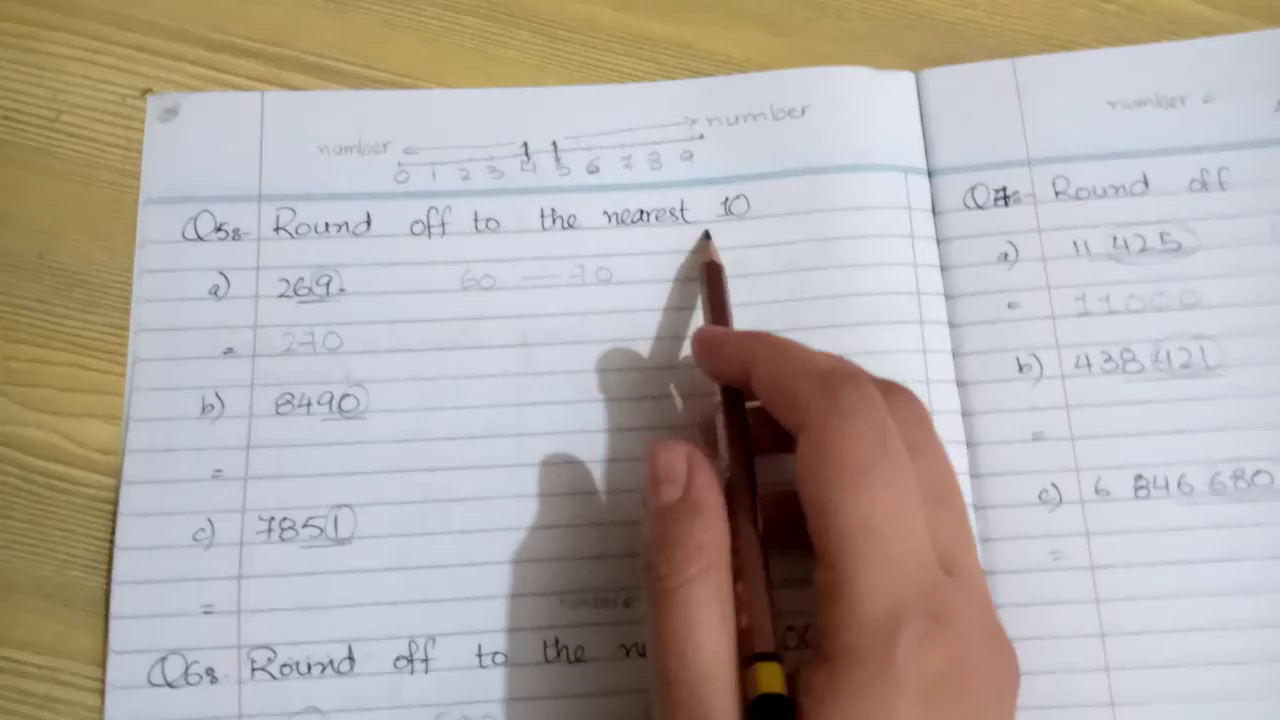 number number
0 1 2 3 4 5 6 7 8 9
Q5:- Round off to the nearest 10
a) 269. 60 — 70
= 270
b) 8490
=
c) 7851
=
Q6:- Round off to the
number
Q7:- Round off
a) 11 425
= 11000
b) 438 421
=
c) 6 846 680
=